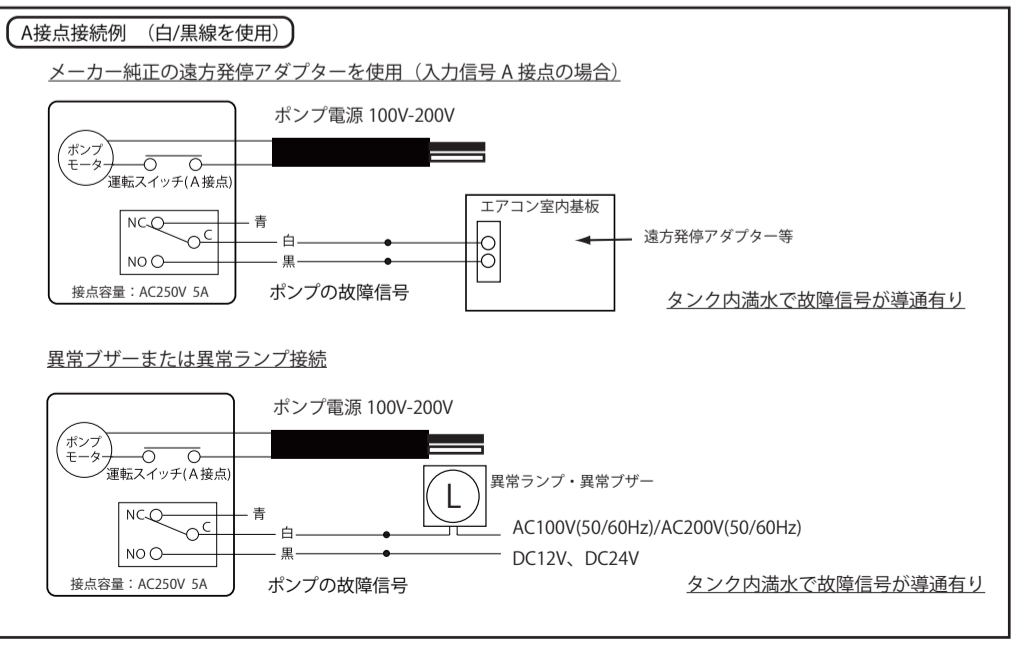 A接点接続例 （白/黒線を使用）
メーカー純正の遠方発停アダプターを使用（入力信号 A 接点の場合）
ポンプ電源 100V-200V
ポンプ
モータ
運転スイッチ(A 接点)
エアコン室内基板
NC
C
青
白
遠方発停アダプター等
NO
黒
接点容量：AC250V 5A
ポンプの故障信号
タンク内満水で故障信号が導通有り
異常ブザーまたは異常ランプ接続
ポンプ電源 100V-200V
ポンプ
モータ
運転スイッチ(A 接点)
L
異常ランプ・異常ブザー
NC
C
青
白
AC100V(50/60Hz)/AC200V(50/60Hz)
NO
黒
DC12V、DC24V
接点容量：AC250V 5A
ポンプの故障信号
タンク内満水で故障信号が導通有り